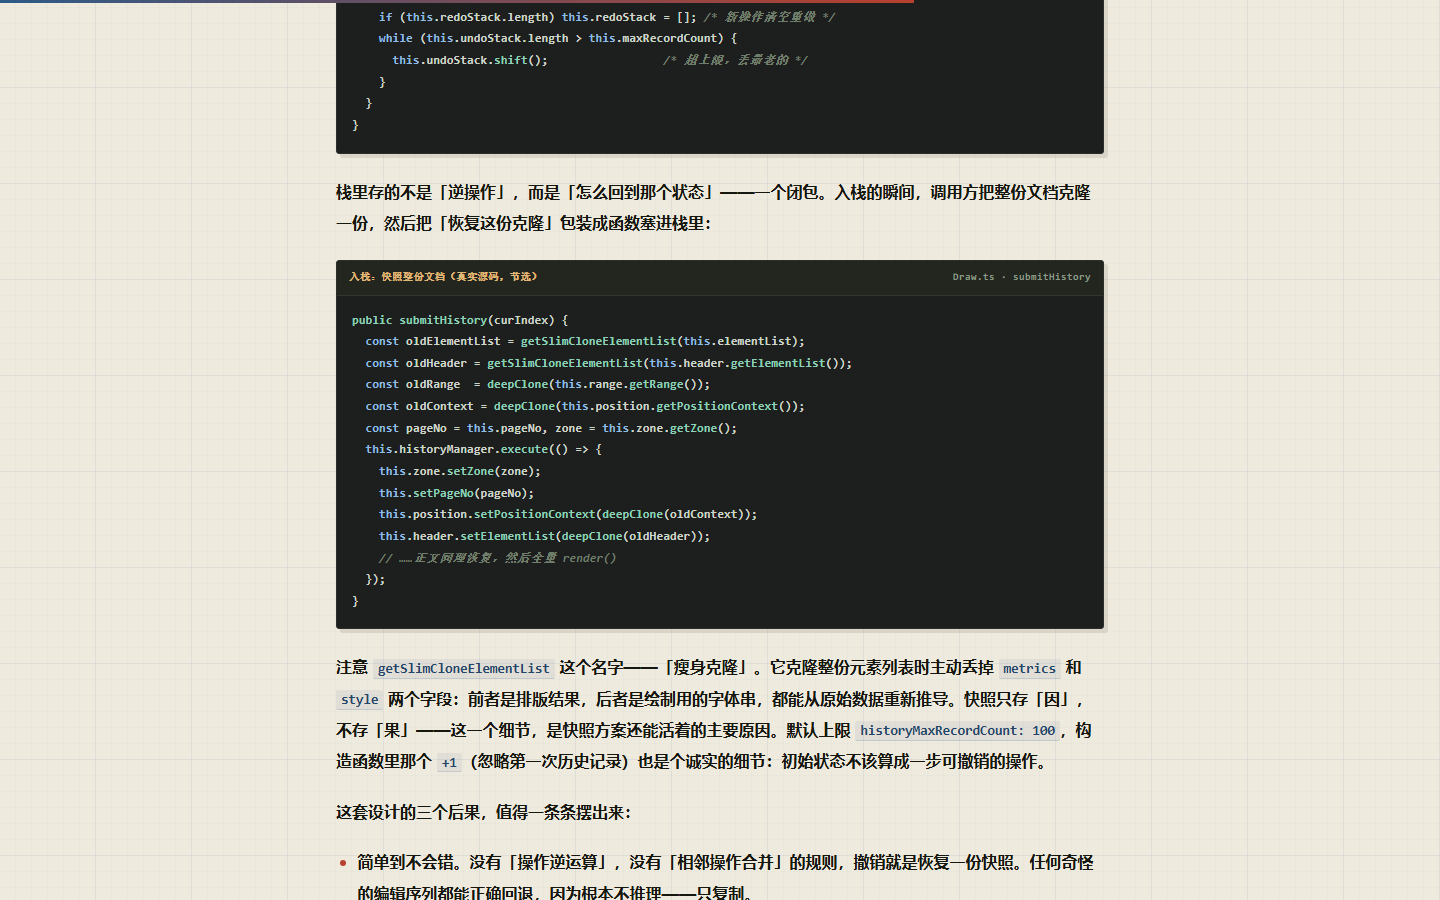 if (this.redoStack.length) this.redoStack = []; /* 新操作清空重做 */
while (this.undoStack.length > this.maxRecordCount) {
this.undoStack.shift(); /* 超上限，丢最老的 */
}
}
}
栈里存的不是「逆操作」，而是「怎么回到那个状态」——一个闭包。入栈的瞬间，调用方把整份文档克隆
一份，然后把「恢复这份克隆」包装成函数塞进栈里：
入栈：快照整份文档（真实源码，节选） Draw.ts · submitHistory
public submitHistory(curIndex) {
const oldElementList = getSlimCloneElementList(this.elementList);
const oldHeader = getSlimCloneElementList(this.header.getElementList());
const oldRange  = deepClone(this.range.getRange());
const oldContext = deepClone(this.position.getPositionContext());
const pageNo = this.pageNo, zone = this.zone.getZone();
this.historyManager.execute(() => {
this.zone.setZone(zone);
this.setPageNo(pageNo);
this.position.setPositionContext(deepClone(oldContext));
this.header.setElementList(deepClone(oldHeader));
// ……正文同理恢复，然后全量 render()
});
}
注意 getSlimCloneElementList 这个名字——「瘦身克隆」。它克隆整份元素列表时主动丢掉 metrics 和
style 两个字段：前者是排版结果，后者是绘制用的字体串，都能从原始数据重新推导。快照只存「因」，
不存「果」——这一个细节，是快照方案还能活着的主要原因。默认上限 historyMaxRecordCount: 100，构
造函数里那个 +1（忽略第一次历史记录）也是个诚实的细节：初始状态不该算成一步可撤销的操作。
这套设计的三个后果，值得一条条摆出来：
简单到不会错。没有「操作逆运算」，没有「相邻操作合并」的规则，撤销就是恢复一份快照。任何奇怪
的编辑序列都能正确回退，因为根本不推理——只复制。